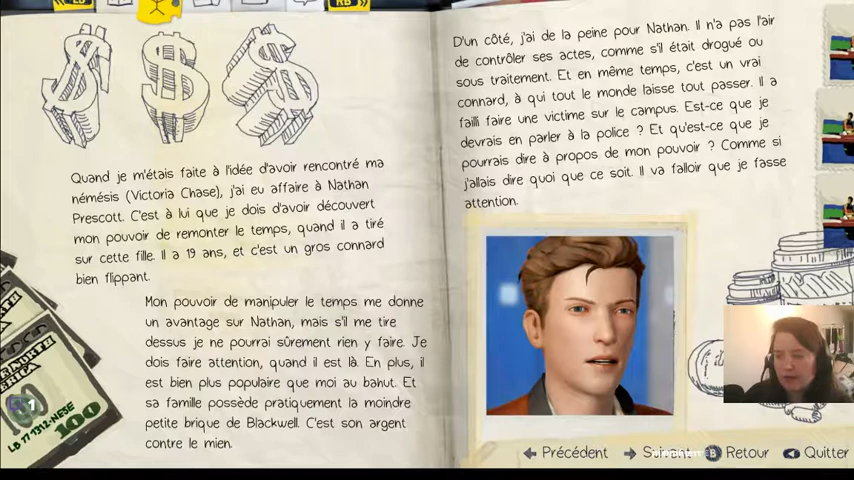 LB
RB
Quand je m'étais faite à l'idée d'avoir rencontré ma
némésis (Victoria Chase), j'ai eu affaire à Nathan
Prescott. C'est à lui que je dois d'avoir découvert
mon pouvoir de remonter le temps, quand il a tiré
sur cette fille. Il a 19 ans, et c'est un gros connard
bien flippant.
Mon pouvoir de manipuler le temps me donne
un avantage sur Nathan, mais s'il me tire
dessus je ne pourrai sûrement rien y faire. Je
dois faire attention, quand il est là. En plus, il
est bien plus populaire que moi au bahut. Et
sa famille possède pratiquement la moindre
petite brique de Blackwell. C'est son argent
contre le mien.
D'un côté, j'ai de la peine pour Nathan. Il n'a pas l'air
de contrôler ses actes, comme s'il était drogué ou
sous traitement. Et en même temps, c'est un vrai
connard, à qui tout le monde laisse tout passer. Il a
failli faire une victime sur le campus. Est-ce que je
devrais en parler à la police ? Et qu'est-ce que je
pourrais dire à propos de mon pouvoir ? Comme si
j'allais dire quoi que ce soit. Il va falloir que je fasse
attention.
1
100
LB 77 1312-NESE
Précédent Suivant B Retour Quitter